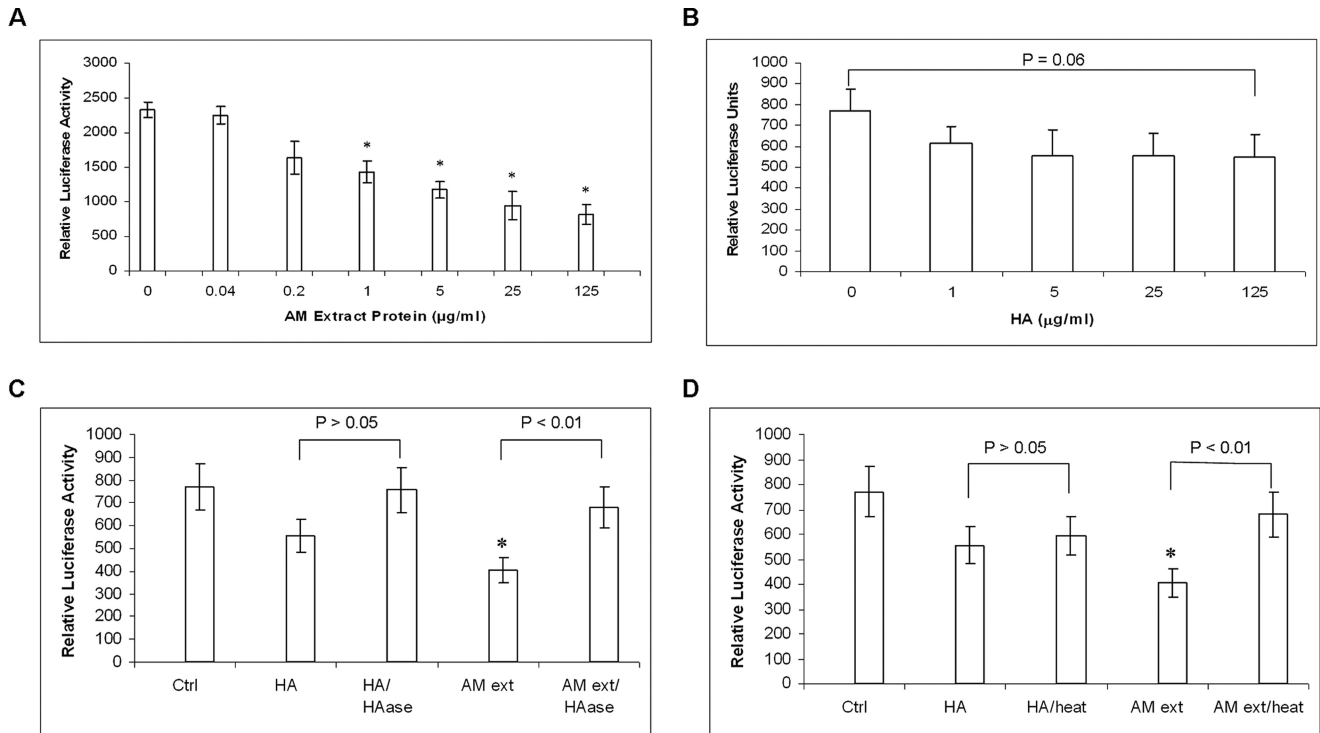 A
Relative Luciferase Activity
3000
2500
2000
1500
1000
500
0
* * * *
0 0.04 0.2 1 5 25 125
AM Extract Protein (µg/ml)
B
Relative Luciferase Units
P = 0.06
1000
900
800
700
600
500
400
300
200
100
0
0 1 5 25 125
HA (µg/ml)
C
Relative Luciferase Activity
P > 0.05 P < 0.01
1000
900
800
700
600
500
400
300
200
100
0
*
Ctrl HA HA/ AM ext AM ext/
HAase HAase
D
Relative Luciferase Activity
P > 0.05 P < 0.01
1000
900
800
700
600
500
400
300
200
100
0
*
Ctrl HA HA/heat AM ext AM ext/heat